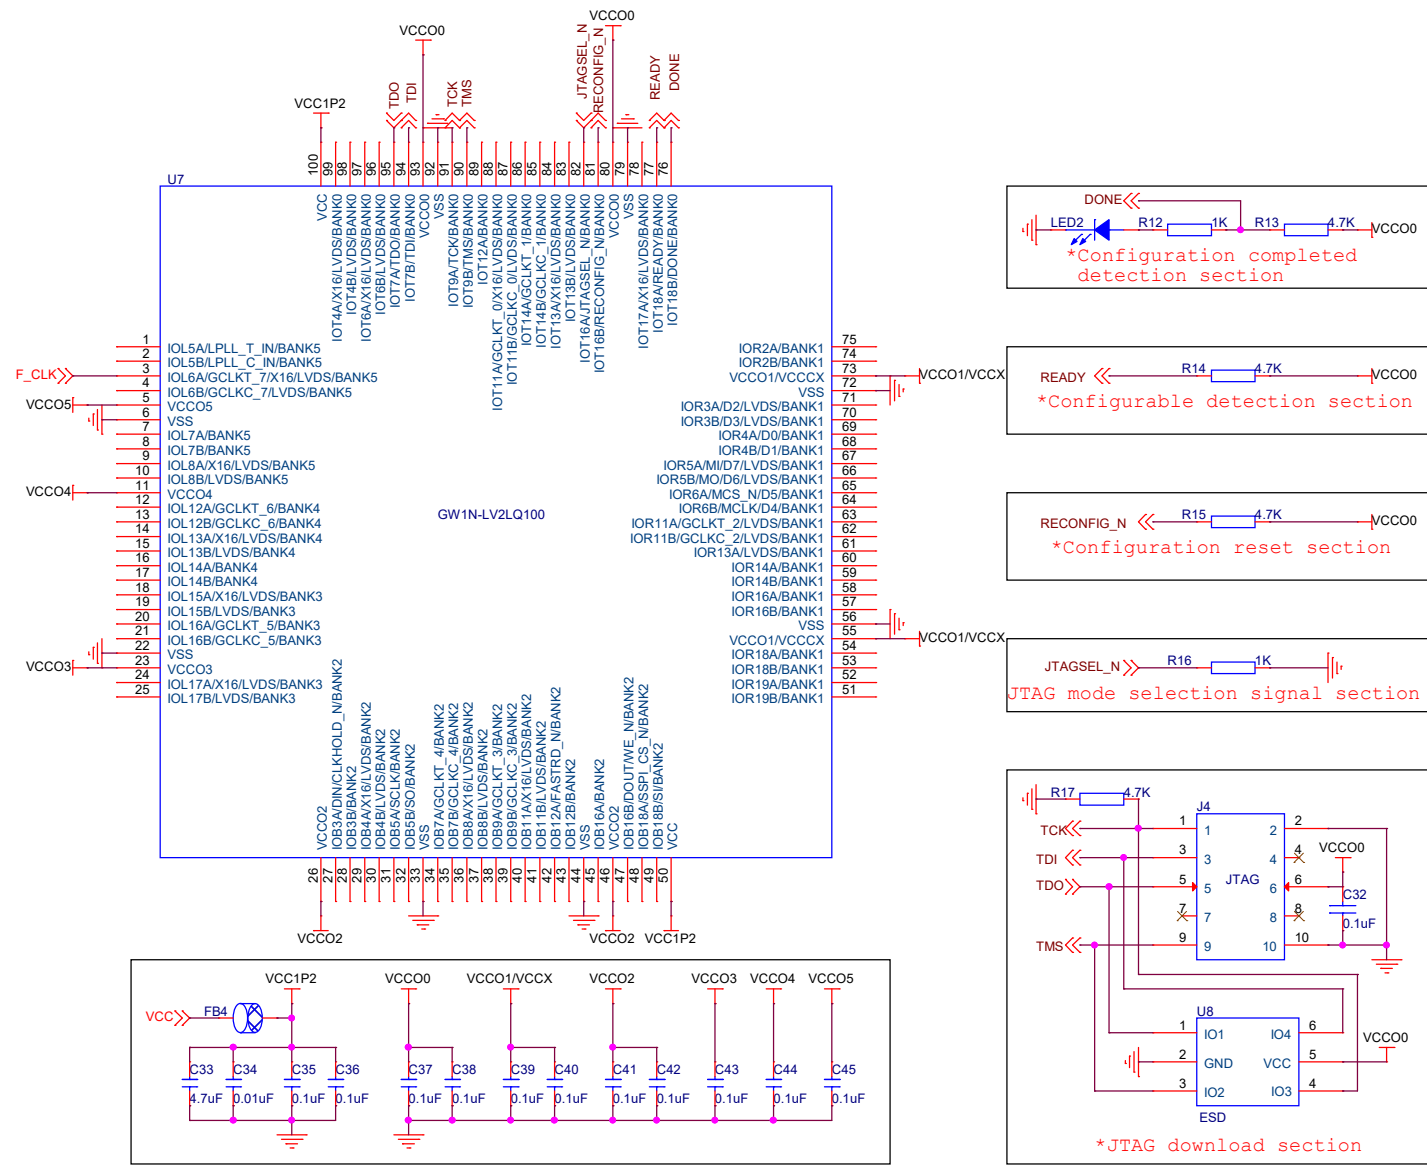 VCCO0
VCCO0
VCC1P2
TDO
TDI
TCK
TMS
JTAGSEL_N
RECONFIG_N
READY
DONE
U7
100
99
98
97
96
95
94
93
92
91
90
89
88
87
86
85
84
83
82
81
80
79
78
77
76
VCC
IOT4A/X16/LVDS/BANK0
IOT4B/LVDS/BANK0
IOT6A/X16/LVDS/BANK0
IOT6B/LVDS/BANK0
IOT7A/TDO/BANK0
IOT7B/TDI/BANK0
VCCO0
VSS
IOT9A/TCK/BANK0
IOT9B/TMS/BANK0
IOT12A/BANK0
IOT11A/GCLKT_0/X16/LVDS/BANK0
IOT11B/GCLKC_0/LVDS/BANK0
IOT14A/GCLKT_1/BANK0
IOT14B/GCLKC_1/BANK0
IOT13A/X16/LVDS/BANK0
IOT13B/LVDS/BANK0
IOT16A/JTAGSEL_N/BANK0
IOT16B/RECONFIG_N/BANK0
VCCO0
VSS
IOT17A/X16/LVDS/BANK0
IOT18A/READY/BANK0
IOT18B/DONE/BANK0
F_CLK
VCCO5
VCCO4
VCCO3
1 IOL5A/LPLL_T_IN/BANK5
2 IOL5B/LPLL_C_IN/BANK5
3 IOL6A/GCLKT_7/X16/LVDS/BANK5
4 IOL6B/GCLKC_7/LVDS/BANK5
5 VCCO5
6 VSS
7 IOL7A/BANK5
8 IOL7B/BANK5
9 IOL8A/X16/LVDS/BANK5
10 IOL8B/LVDS/BANK5
11 VCCO4
12 IOL12A/GCLKT_6/BANK4
13 IOL12B/GCLKC_6/BANK4
14 IOL13A/X16/LVDS/BANK4
15 IOL13B/LVDS/BANK4
16 IOL14A/BANK4
17 IOL14B/BANK4
18 IOL15A/X16/LVDS/BANK3
19 IOL15B/LVDS/BANK3
20 IOL16A/GCLKT_5/BANK3
21 IOL16B/GCLKC_5/BANK3
22 VSS
23 VCCO3
24 IOL17A/X16/LVDS/BANK3
25 IOL17B/LVDS/BANK3
GW1N-LV2LQ100
IOR2A/BANK1 75
IOR2B/BANK1 74
VCCO1/VCCCX 73
VSS 72
IOR3A/D2/LVDS/BANK1 71
IOR3B/D3/LVDS/BANK1 70
IOR4A/D0/BANK1 69
IOR4B/D1/BANK1 68
IOR5A/MI/D7/LVDS/BANK1 67
IOR5B/MO/D6/LVDS/BANK1 66
IOR6A/MCS_N/D5/BANK1 65
IOR6B/MCLK/D4/BANK1 64
IOR11A/GCLKT_2/LVDS/BANK1 63
IOR11B/GCLKC_2/LVDS/BANK1 62
IOR13A/LVDS/BANK1 61
IOR14A/BANK1 60
IOR14B/BANK1 59
IOR16A/BANK1 58
IOR16B/BANK1 57
VSS 56
VCCO1/VCCCX 55
IOR18A/BANK1 54
IOR18B/BANK1 53
IOR19A/BANK1 52
IOR19B/BANK1 51
VCCO1/VCCX
VCCO1/VCCX
VCCO2
IOB3A/DIN/CLKHOLD_N/BANK2
IOB3B/BANK2
IOB4A/X16/LVDS/BANK2
IOB4B/LVDS/BANK2
IOB5A/SCLK/BANK2
IOB5B/SO/BANK2
VSS
IOB7A/GCLKT_4/BANK2
IOB7B/GCLKC_4/BANK2
IOB8A/X16/LVDS/BANK2
IOB8B/LVDS/BANK2
IOB9A/GCLKT_3/BANK2
IOB9B/GCLKC_3/BANK2
IOB11A/X16/LVDS/BANK2
IOB11B/LVDS/BANK2
IOB12A/FASTRD_N/BANK2
IOB12B/BANK2
VSS
IOB16A/BANK2
VCCO2
IOB16B/DOUT/WE_N/BANK2
IOB18A/SSPI_CS_N/BANK2
IOB18B/SI/BANK2
VCC
26
27
28
29
30
31
32
33
34
35
36
37
38
39
40
41
42
43
44
45
46
47
48
49
50
VCCO2
VCCO2
VCC1P2
DONE
LED2
R12
1K
R13
4.7K
VCCO0
*Configuration completed
detection section
READY
R14
4.7K
VCCO0
*Configurable detection section
RECONFIG_N
R15
4.7K
VCCO0
*Configuration reset section
JTAGSEL_N
R16
1K
JTAG mode selection signal section
R17
4.7K
TCK
TDI
TDO
TMS
J4
JTAG
1 1
3 3
5 5
7 7
9 9
2 2
4 4
6 6
8 8
10 10
VCCO0
C32
0.1uF
U8
1 IO1
2 GND
3 IO2
IO4 6
VCC 5
IO3 4
VCCO0
ESD
*JTAG download section
VCC
FB4
VCC1P2
VCCO0
VCCO1/VCCX
VCCO2
VCCO3
VCCO4
VCCO5
C33
C34
C35
C36
C37
C38
C39
C40
C41
C42
C43
C44
C45
4.7uF
0.01uF
0.1uF
0.1uF
0.1uF
0.1uF
0.1uF
0.1uF
0.1uF
0.1uF
0.1uF
0.1uF
0.1uF